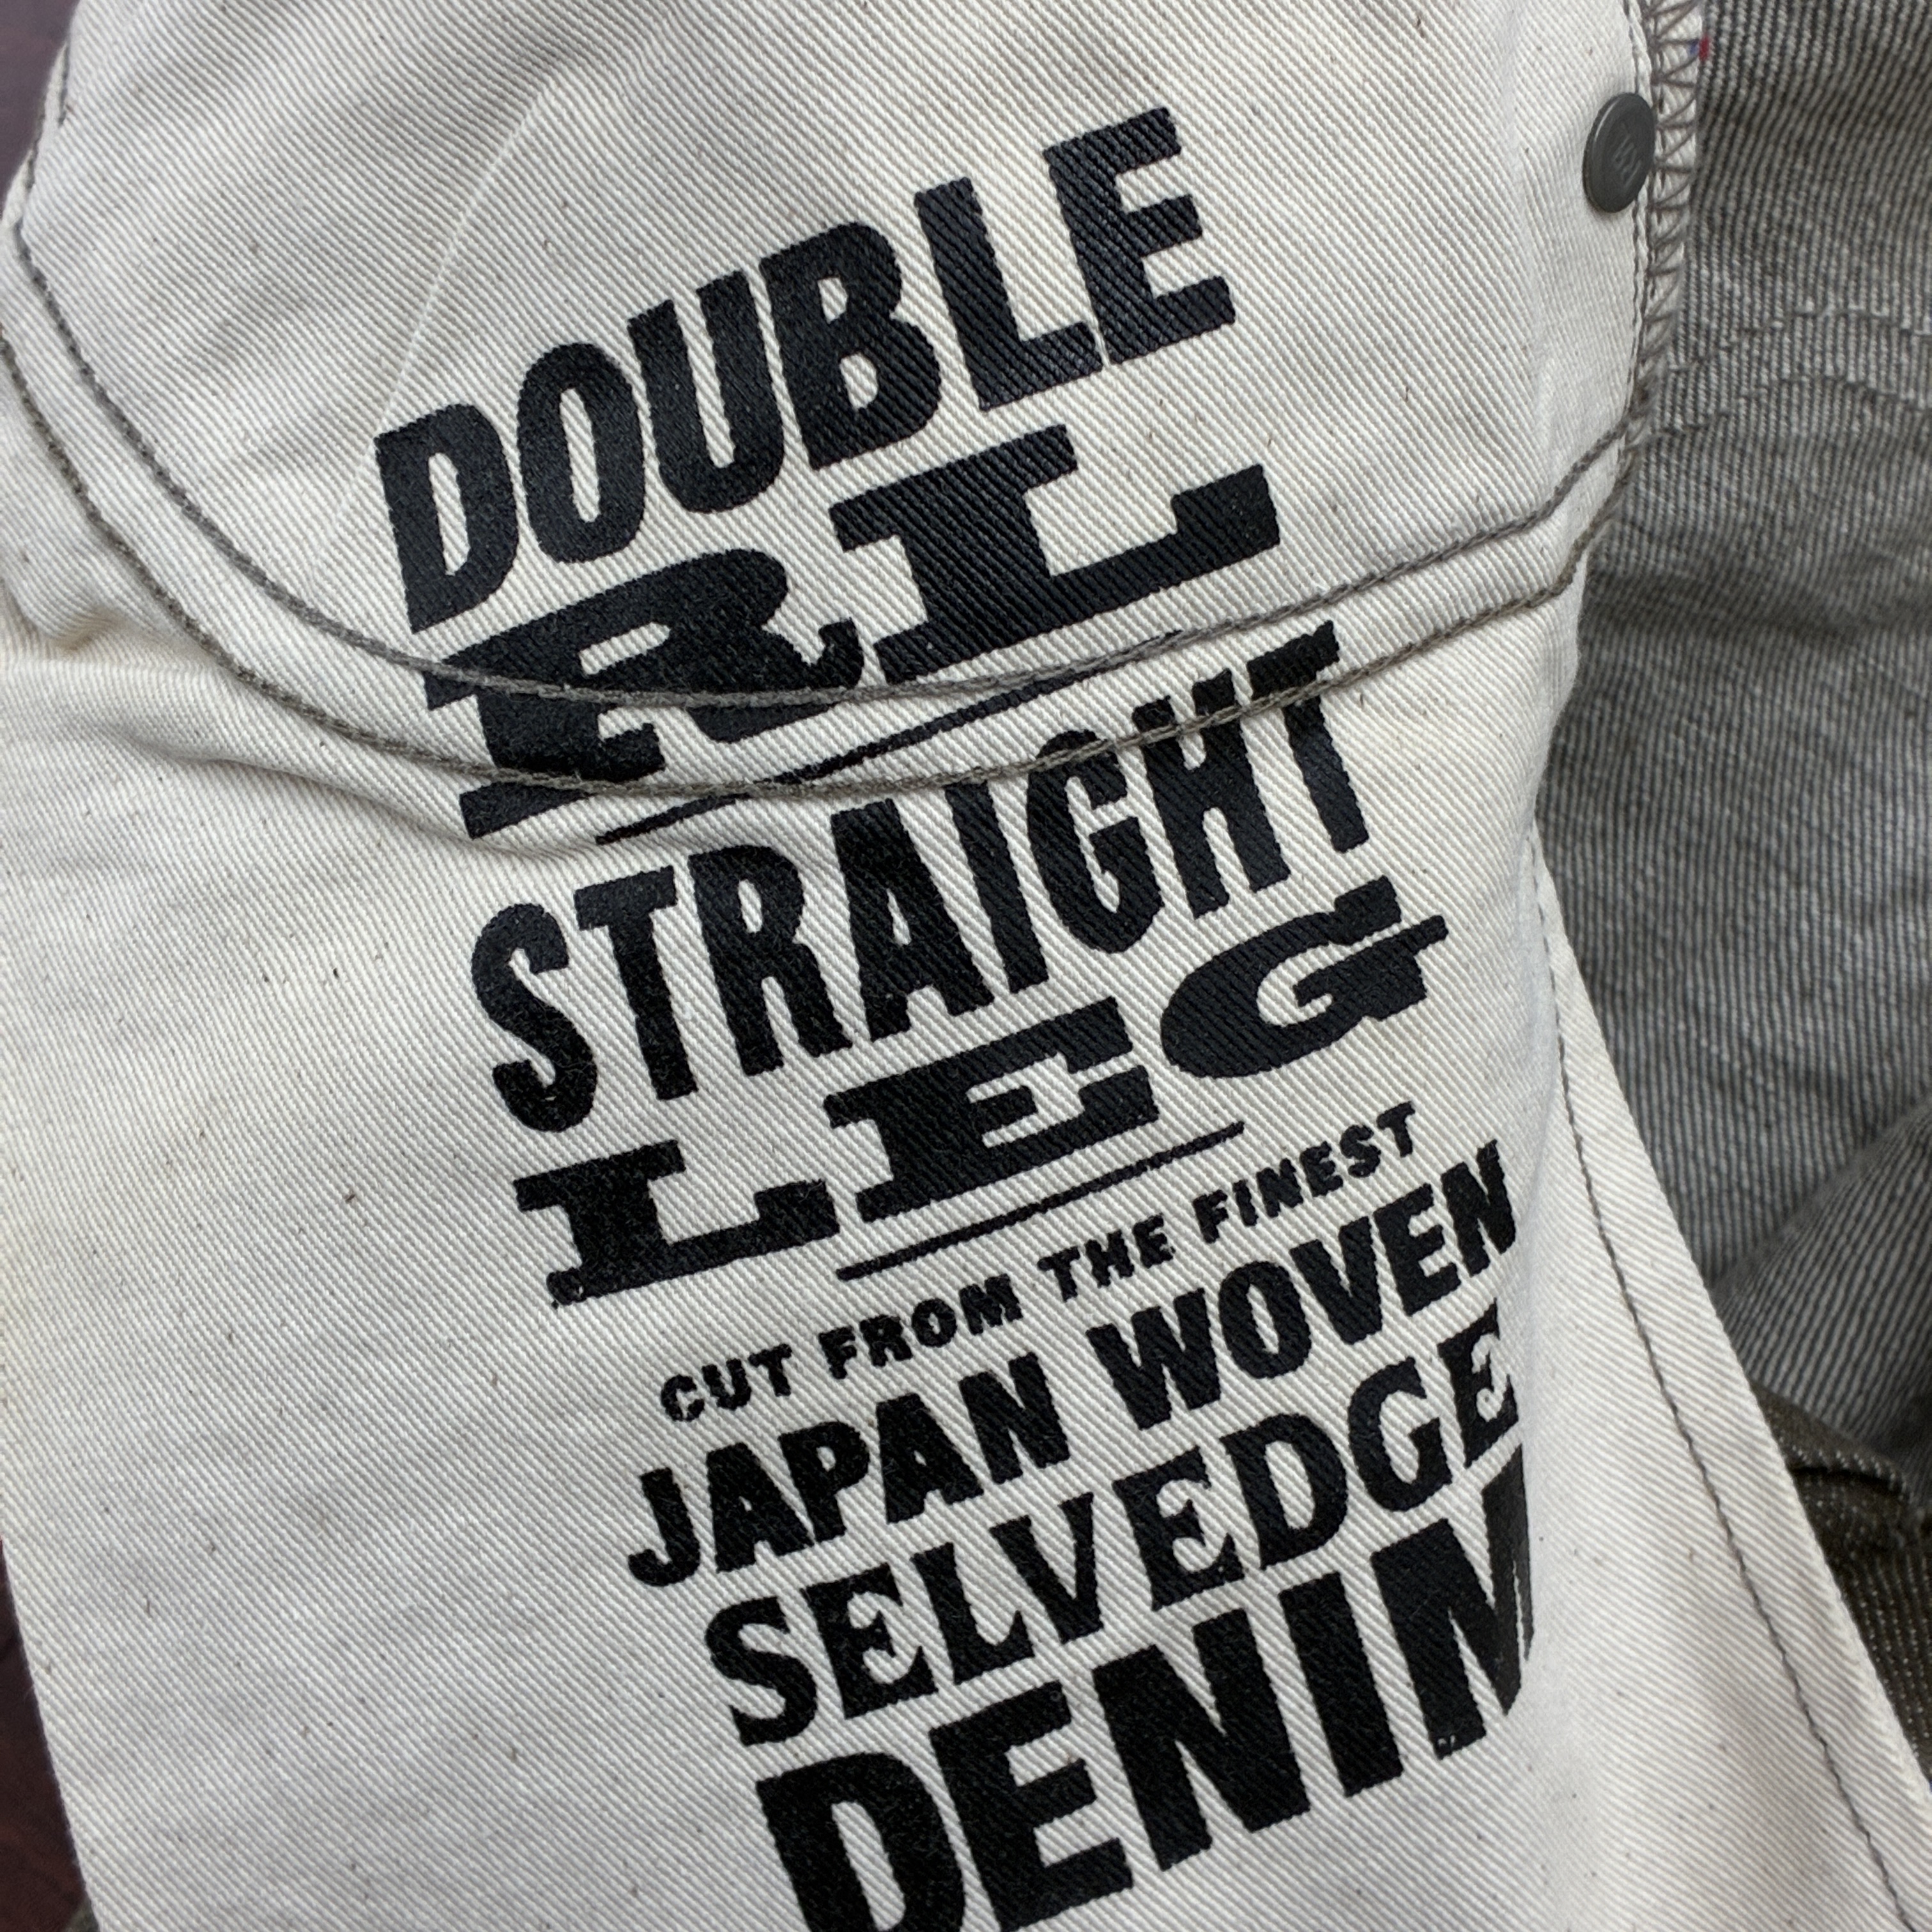 DOUBLE
RL
STRAIGHT
LEG
CUT FROM THE FINEST
JAPAN WOVEN
SELVEDGE
DENIM